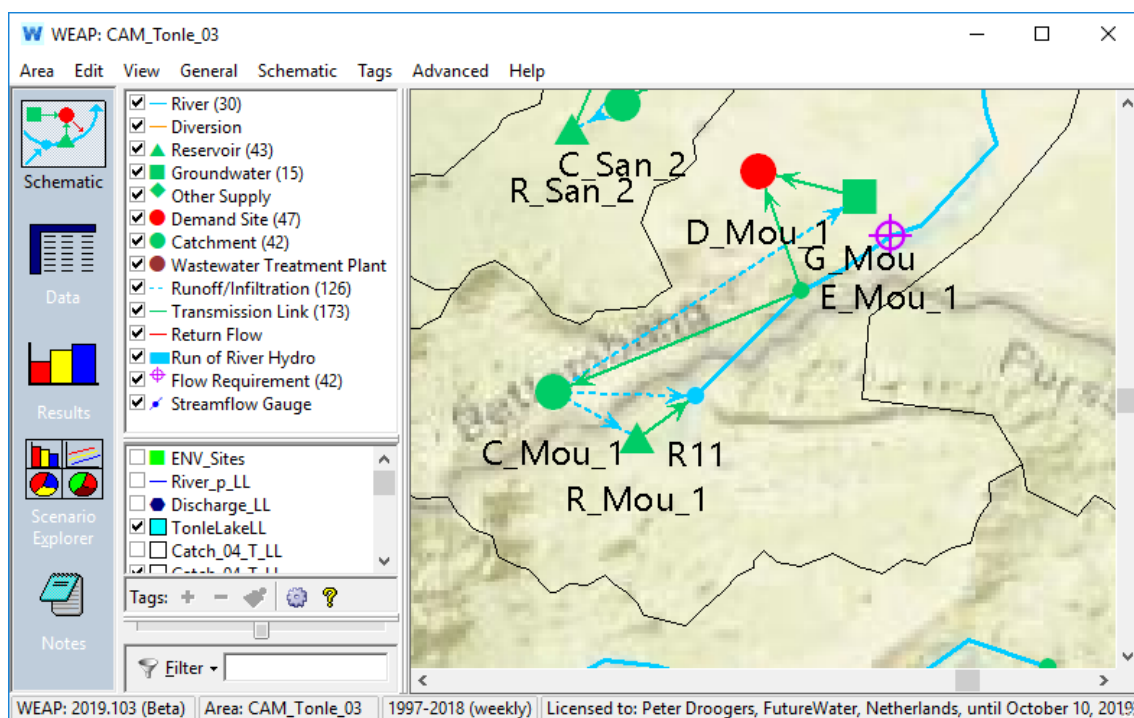 WEAP: CAM_Tonle_03
Area Edit View General Schematic Tags Advanced Help
Schematic
Data
Results
Scenario
Explorer
Notes
River (30)
Diversion
Reservoir (43)
Groundwater (15)
Other Supply
Demand Site (47)
Catchment (42)
Wastewater Treatment Plant
Runoff/Infiltration (126)
Transmission Link (173)
Return Flow
Run of River Hydro
Flow Requirement (42)
Streamflow Gauge
ENV_Sites
River_p_LL
Discharge_LL
TonleLakeLL
Catch_04_T_LL
Catch_04_T_LL
Tags:
Filter
C_San_2
R_San_2
D_Mou_1
G_Mou
E_Mou_1
C_Mou_1
R11
R_Mou_1
WEAP: 2019.103 (Beta) Area: CAM_Tonle_03 1997-2018 (weekly) Licensed to: Peter Droogers, FutureWater, Netherlands, until October 10, 2019